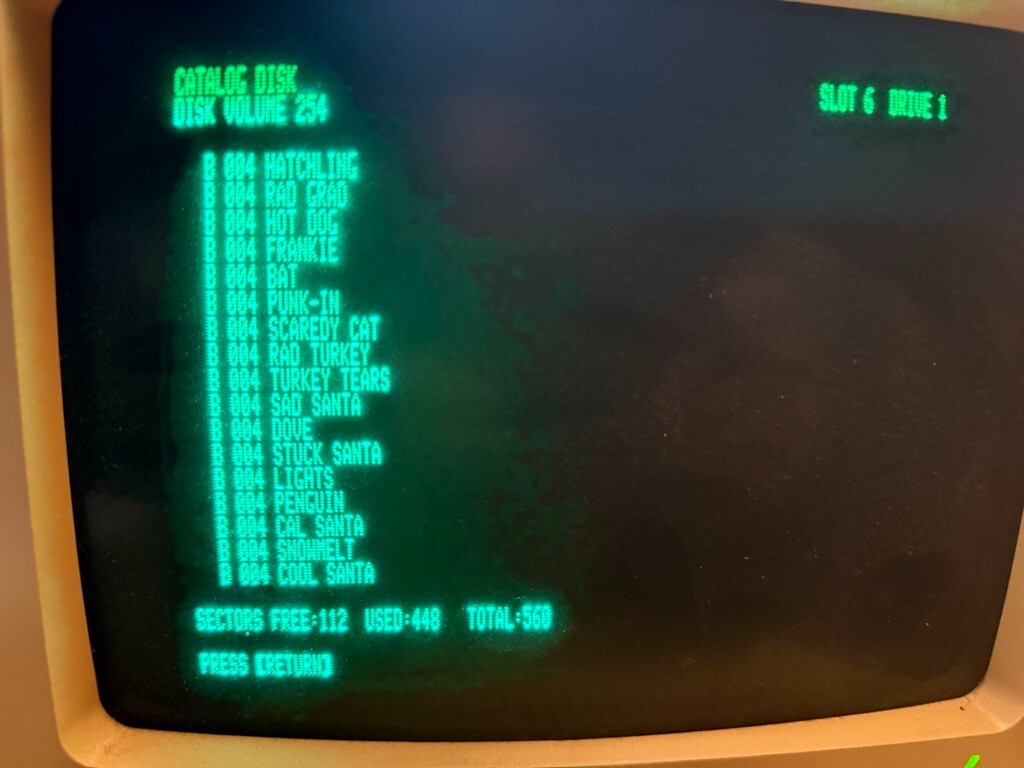 CATALOG DISK
DISK VOLUME 254 SLOT 6 DRIVE 1
B 004 HATCHLING
B 004 RAD GRAD
B 004 HOT DOG
B 004 FRANKIE
B 004 BAT
B 004 PUNK-IN
B 004 SCAREDY CAT
B 004 RAD TURKEY
B 004 TURKEY TEARS
B 004 SAD SANTA
B 004 DOVE
B 004 STUCK SANTA
B 004 LIGHTS
B 004 PENGUIN
B 004 CAL SANTA
B 004 SNOWMELT
B 004 COOL SANTA
SECTORS FREE:112 USED:448 TOTAL:560
PRESS [RETURN]